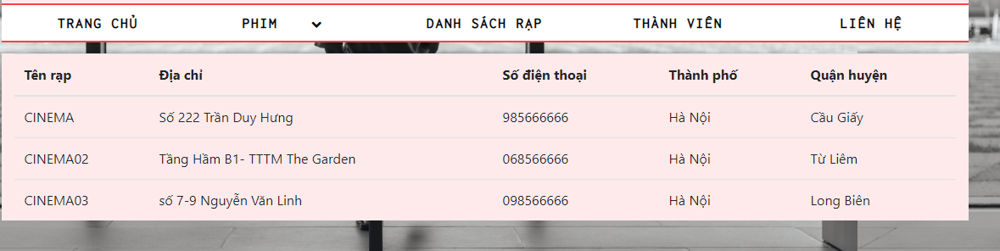 TRANG CHỦ PHIM DANH SÁCH RẠP THÀNH VIÊN LIÊN HỆ
Tên rạp Địa chỉ Số điện thoại Thành phố Quận huyện
CINEMA Số 222 Trần Duy Hưng 985666666 Hà Nội Cầu Giấy
CINEMA02 Tầng Hầm B1- TTTM The Garden 068566666 Hà Nội Từ Liêm
CINEMA03 số 7-9 Nguyễn Văn Linh 098566666 Hà Nội Long Biên